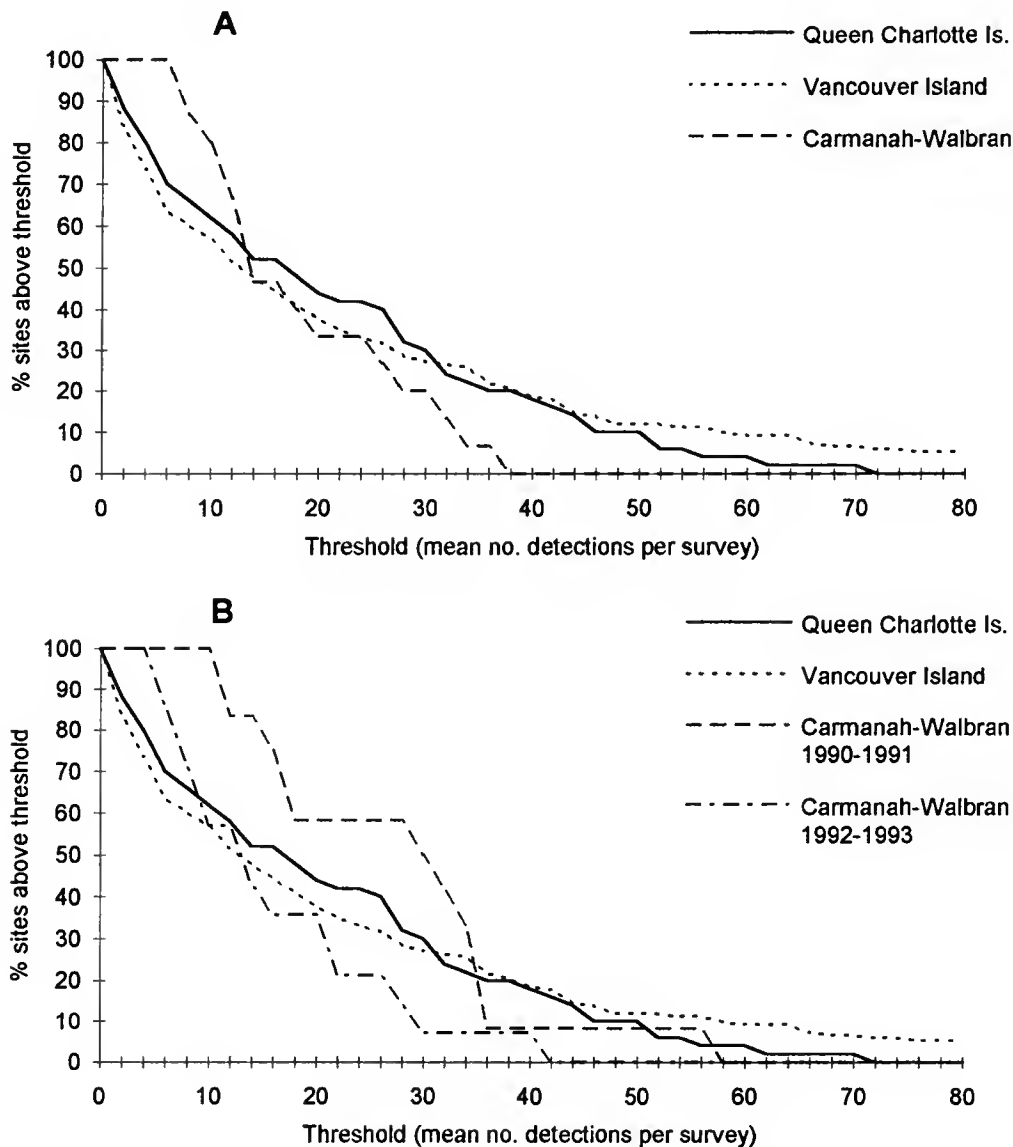 A
Queen Charlotte Is.
Vancouver Island
Carmanah-Walbran
% sites above threshold
100
90
80
70
60
50
40
30
20
10
0
0 10 20 30 40 50 60 70 80
Threshold (mean no. detections per survey)
B
Queen Charlotte Is.
Vancouver Island
Carmanah-Walbran
1990-1991
Carmanah-Walbran
1992-1993
% sites above threshold
100
90
80
70
60
50
40
30
20
10
0
0 10 20 30 40 50 60 70 80
Threshold (mean no. detections per survey)